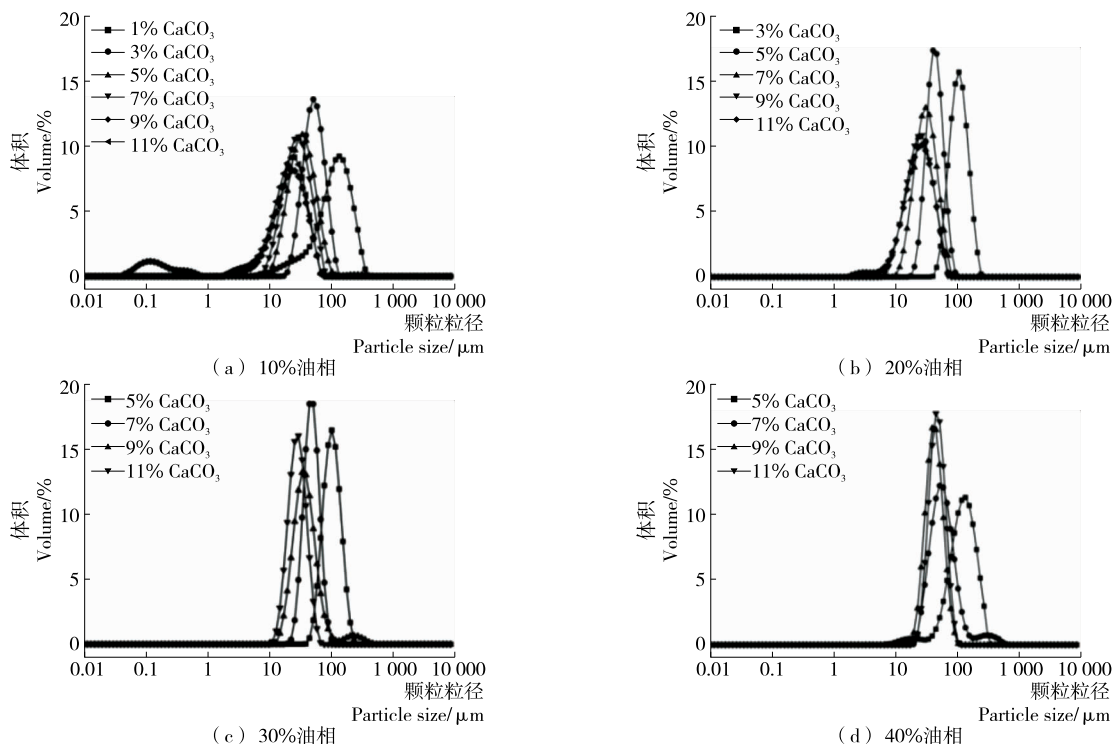 20
15
10
5
0
体积
Volume/%
1% CaCO₃
3% CaCO₃
5% CaCO₃
7% CaCO₃
9% CaCO₃
11% CaCO₃
0.01 0.1 1 10 100 1 000 10 000
颗粒粒径
Particle size/μm
（a） 10%油相
20
15
10
5
0
体积
Volume/%
3% CaCO₃
5% CaCO₃
7% CaCO₃
9% CaCO₃
11% CaCO₃
0.01 0.1 1 10 100 1 000 10 000
颗粒粒径
Particle size/μm
（b） 20%油相
20
15
10
5
0
体积
Volume/%
5% CaCO₃
7% CaCO₃
9% CaCO₃
11% CaCO₃
0.01 0.1 1 10 100 1 000 10 000
颗粒粒径
Particle size/μm
（c） 30%油相
20
15
10
5
0
体积
Volume/%
5% CaCO₃
7% CaCO₃
9% CaCO₃
11% CaCO₃
0.01 0.1 1 10 100 1 000 10 000
颗粒粒径
Particle size/μm
（d） 40%油相